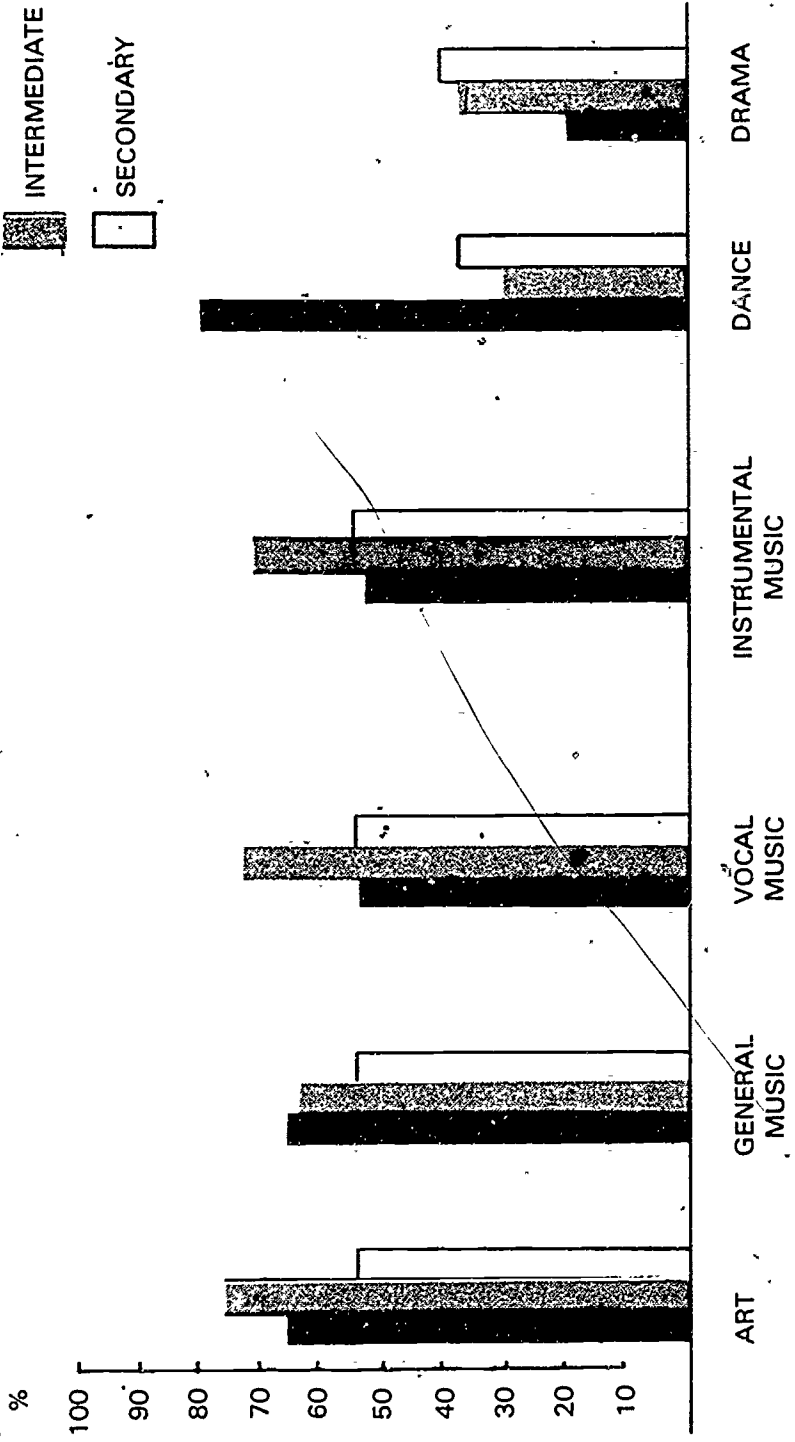 INTERMEDIATE
SECONDARY
%
100
90
80
70
60
50
40
30
20
10
ART
GENERAL
MUSIC
VOCAL
MUSIC
INSTRUMENTAL
MUSIC
DANCE
DRAMA